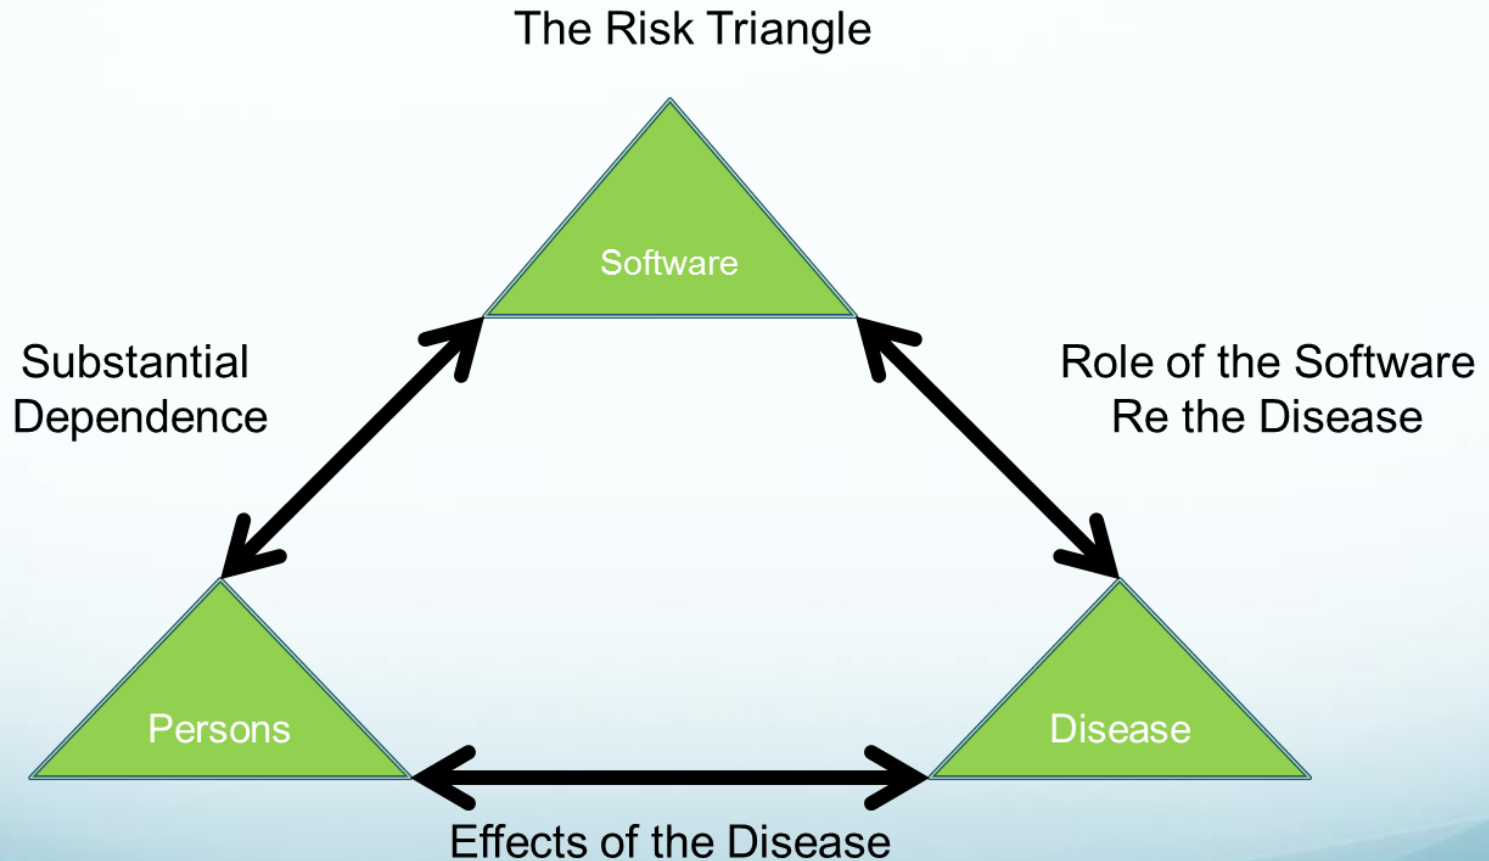 The Risk Triangle
Software
Substantial
Dependence
Role of the Software
Re the Disease
Persons
Disease
Effects of the Disease